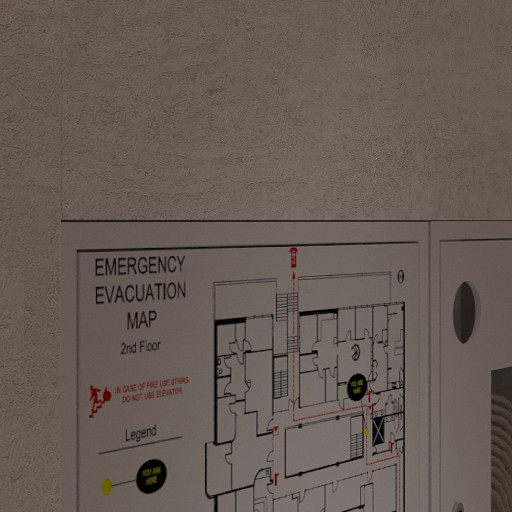 EMERGENCY
EVACUATION
MAP
2nd Floor
IN CASE OF FIRE USE STAIRS
DO NOT USE ELEVATOR
Legend
YOU ARE
HERE
YOU ARE
HERE